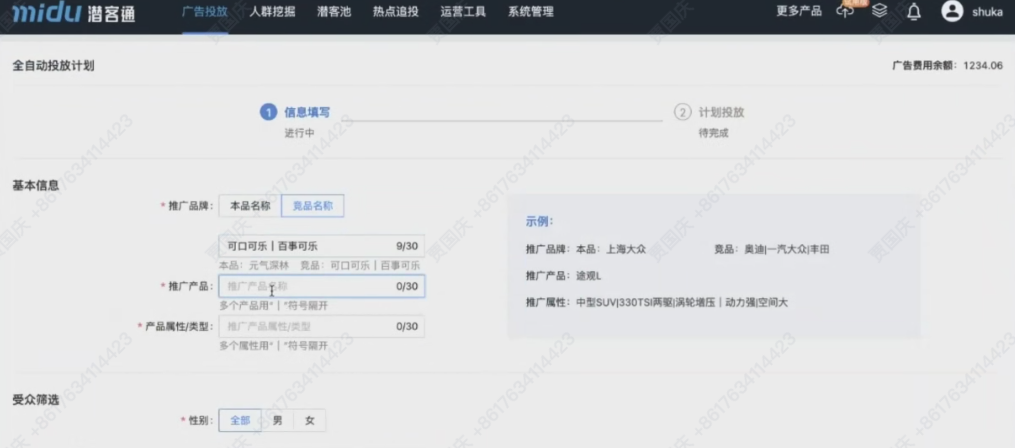 midu 潜客通 广告投放 人群挖掘 潜客池 热点追投 运营工具 系统管理 更多产品 shuka
全自动投放计划 广告费用余额：1234.06
1 信息填写 2 计划投放
进行中 待完成
基本信息
* 推广品牌： 本品名称 竞品名称
可口可乐|百事可乐 9/30
本品：元气深林 竞品：可口可乐|百事可乐
* 推广产品： 推广产品名称 0/30
多个产品用"|"符号隔开
* 产品属性/类型： 推广产品属性/类型 0/30
多个属性用"|"符号隔开
示例：
推广品牌：本品：上海大众 竞品：奥迪|一汽大众|丰田
推广产品：途观L
推广属性：中型SUV|330TSI两驱|涡轮增压|动力强|空间大
受众筛选
* 性别： 全部 男 女
贾国庆 +8617634114423